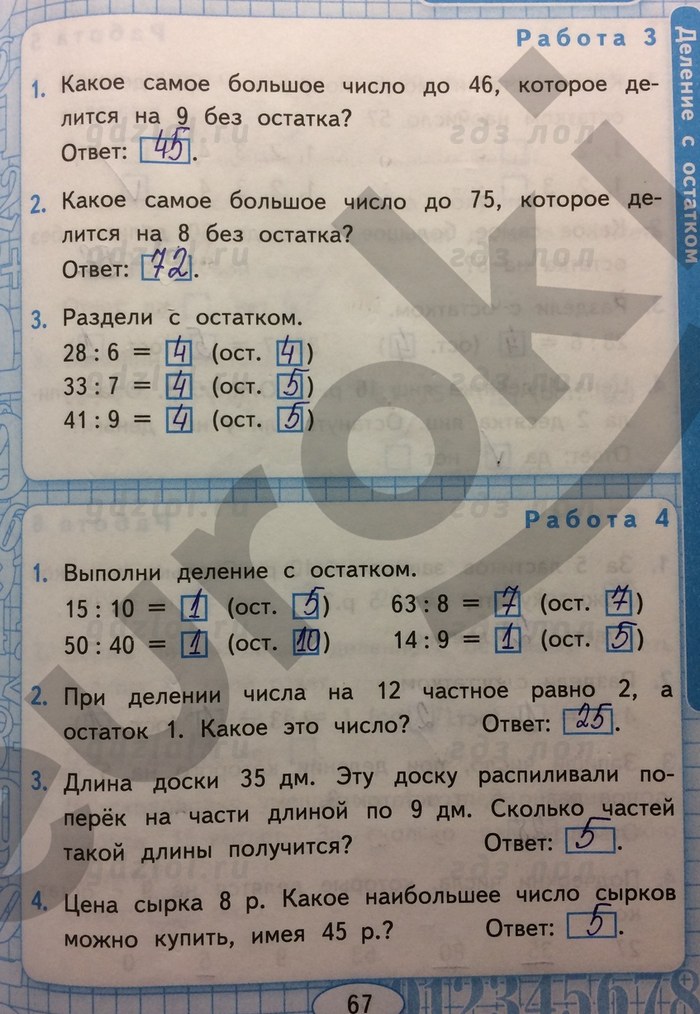 Работа 3
Деление с остатком
1. Какое самое большое число до 46, которое де-
лится на 9 без остатка?
Ответ: 45.
2. Какое самое большое число до 75, которое де-
лится на 8 без остатка?
Ответ: 72.
3. Раздели с остатком.
28 : 6 = 4 (ост. 4)
33 : 7 = 4 (ост. 5)
41 : 9 = 4 (ост. 5)
Работа 4
1. Выполни деление с остатком.
15 : 10 = 1 (ост. 5) 63 : 8 = 7 (ост. 7)
50 : 40 = 1 (ост. 10) 14 : 9 = 1 (ост. 5)
2. При делении числа на 12 частное равно 2, а
остаток 1. Какое это число? Ответ: 25.
3. Длина доски 35 дм. Эту доску распиливали по-
перёк на части длиной по 9 дм. Сколько частей
такой длины получится? Ответ: 5.
4. Цена сырка 8 р. Какое наибольшее число сырков
можно купить, имея 45 р.? Ответ: 5.
67
012345678
euroki